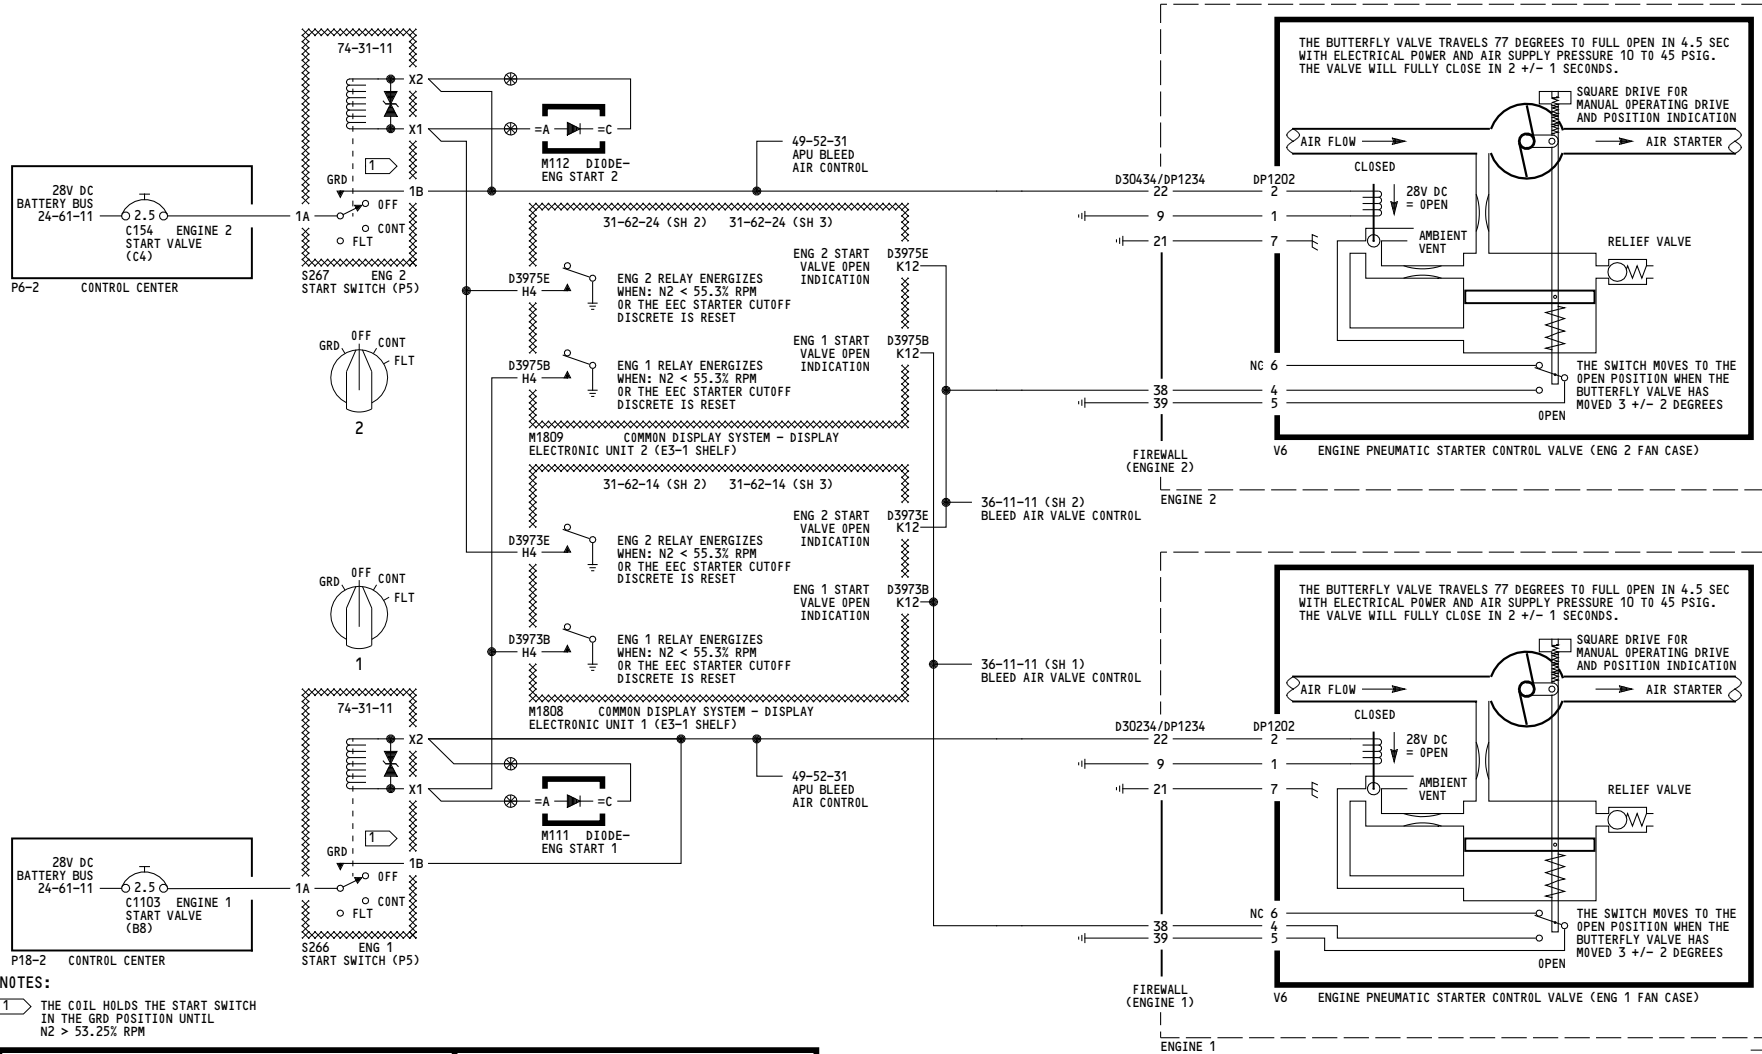 74-31-11
X2
X1
1
GRD
OFF
CONT
FLT
1B
1A
S267 ENG 2
START SWITCH (P5)
28V DC
BATTERY BUS
24-61-11
2.5
C154 ENGINE 2
START VALVE
(C4)
P6-2 CONTROL CENTER
=A
=C
M112 DIODE-
ENG START 2
49-52-31
APU BLEED
AIR CONTROL
GRD
OFF
CONT
FLT
2
31-62-24 (SH 2) 31-62-24 (SH 3)
D3975E
H4
ENG 2 RELAY ENERGIZES
WHEN: N2 < 55.3% RPM
OR THE EEC STARTER CUTOFF
DISCRETE IS RESET
ENG 2 START
VALVE OPEN
INDICATION
D3975E
K12
D3975B
H4
ENG 1 RELAY ENERGIZES
WHEN: N2 < 55.3% RPM
OR THE EEC STARTER CUTOFF
DISCRETE IS RESET
ENG 1 START
VALVE OPEN
INDICATION
D3975B
K12
M1809 COMMON DISPLAY SYSTEM - DISPLAY
ELECTRONIC UNIT 2 (E3-1 SHELF)
31-62-14 (SH 2) 31-62-14 (SH 3)
D3973E
H4
ENG 2 RELAY ENERGIZES
WHEN: N2 < 55.3% RPM
OR THE EEC STARTER CUTOFF
DISCRETE IS RESET
ENG 2 START
VALVE OPEN
INDICATION
D3973E
K12
D3973B
H4
ENG 1 RELAY ENERGIZES
WHEN: N2 < 55.3% RPM
OR THE EEC STARTER CUTOFF
DISCRETE IS RESET
ENG 1 START
VALVE OPEN
INDICATION
D3973B
K12
M1808 COMMON DISPLAY SYSTEM - DISPLAY
ELECTRONIC UNIT 1 (E3-1 SHELF)
36-11-11 (SH 2)
BLEED AIR VALVE CONTROL
36-11-11 (SH 1)
BLEED AIR VALVE CONTROL
D30434/DP1234
22
9
21
38
39
FIREWALL
(ENGINE 2)
ENGINE 2
DP1202
2
1
7
NC 6
4
5
THE BUTTERFLY VALVE TRAVELS 77 DEGREES TO FULL OPEN IN 4.5 SEC
WITH ELECTRICAL POWER AND AIR SUPPLY PRESSURE 10 TO 45 PSIG.
THE VALVE WILL FULLY CLOSE IN 2 +/- 1 SECONDS.
SQUARE DRIVE FOR
MANUAL OPERATING DRIVE
AND POSITION INDICATION
AIR FLOW
AIR STARTER
CLOSED
28V DC
= OPEN
AMBIENT
VENT
RELIEF VALVE
THE SWITCH MOVES TO THE
OPEN POSITION WHEN THE
BUTTERFLY VALVE HAS
MOVED 3 +/- 2 DEGREES
OPEN
V6 ENGINE PNEUMATIC STARTER CONTROL VALVE (ENG 2 FAN CASE)
GRD
OFF
CONT
FLT
1
74-31-11
X2
X1
1
GRD
OFF
CONT
FLT
1B
1A
S266 ENG 1
START SWITCH (P5)
28V DC
BATTERY BUS
24-61-11
2.5
C1103 ENGINE 1
START VALVE
(B8)
P18-2 CONTROL CENTER
=A
=C
M111 DIODE-
ENG START 1
49-52-31
APU BLEED
AIR CONTROL
D30234/DP1234
22
9
21
38
39
FIREWALL
(ENGINE 1)
ENGINE 1
DP1202
2
1
7
NC 6
4
5
THE BUTTERFLY VALVE TRAVELS 77 DEGREES TO FULL OPEN IN 4.5 SEC
WITH ELECTRICAL POWER AND AIR SUPPLY PRESSURE 10 TO 45 PSIG.
THE VALVE WILL FULLY CLOSE IN 2 +/- 1 SECONDS.
SQUARE DRIVE FOR
MANUAL OPERATING DRIVE
AND POSITION INDICATION
AIR FLOW
AIR STARTER
CLOSED
28V DC
= OPEN
AMBIENT
VENT
RELIEF VALVE
THE SWITCH MOVES TO THE
OPEN POSITION WHEN THE
BUTTERFLY VALVE HAS
MOVED 3 +/- 2 DEGREES
OPEN
V6 ENGINE PNEUMATIC STARTER CONTROL VALVE (ENG 1 FAN CASE)
NOTES:
1 THE COIL HOLDS THE START SWITCH
IN THE GRD POSITION UNTIL
N2 > 53.25% RPM